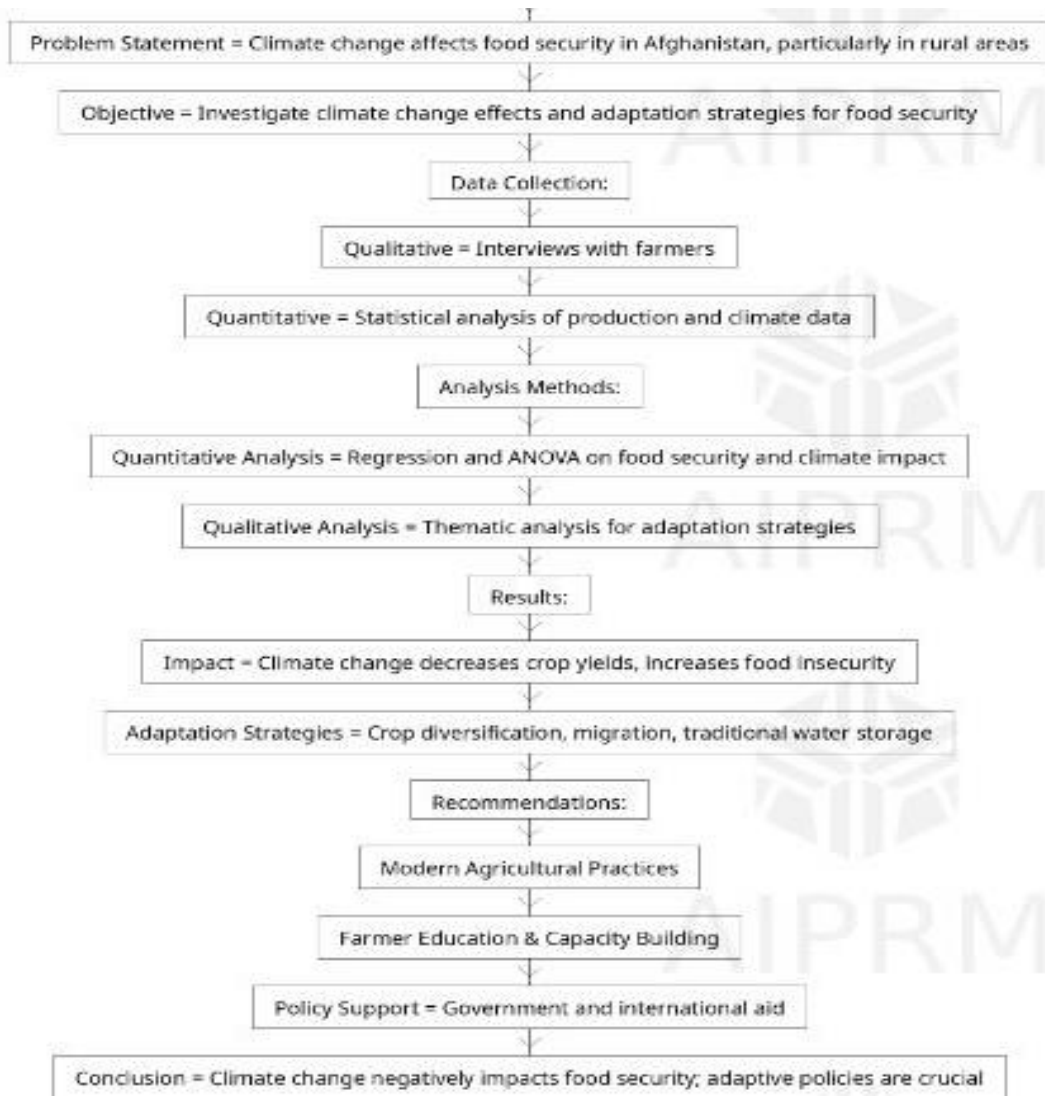 Problem Statement = Climate change affects food security in Afghanistan, particularly in rural areas
Objective = Investigate climate change effects and adaptation strategies for food security
Data Collection:
Qualitative = Interviews with farmers
Quantitative = Statistical analysis of production and climate data
Analysis Methods:
Quantitative Analysis = Regression and ANOVA on food security and climate impact
Qualitative Analysis = Thematic analysis for adaptation strategies
Results:
Impact = Climate change decreases crop yields, increases food insecurity
Adaptation Strategies = Crop diversification, migration, traditional water storage
Recommendations:
Modern Agricultural Practices
Farmer Education & Capacity Building
Policy Support = Government and international aid
Conclusion = Climate change negatively impacts food security; adaptive policies are crucial
AIPRM
AIPRM
AIPRM